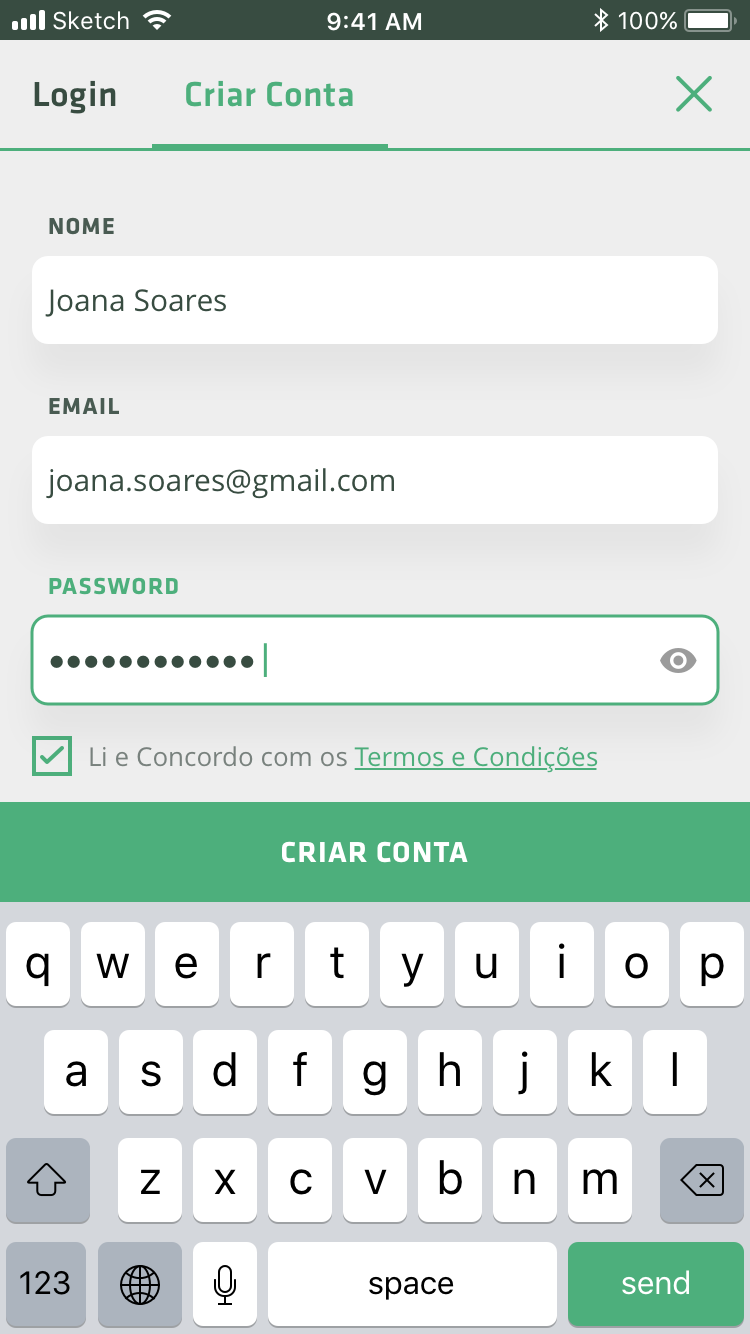 Sketch 9:41 AM 100%
Login Criar Conta
NOME
Joana Soares
EMAIL
joana.soares@gmail.com
PASSWORD
●●●●●●●●●●●●
Li e Concordo com os Termos e Condições
CRIAR CONTA
q w e r t y u i o p
a s d f g h j k l
z x c v b n m
123 space send